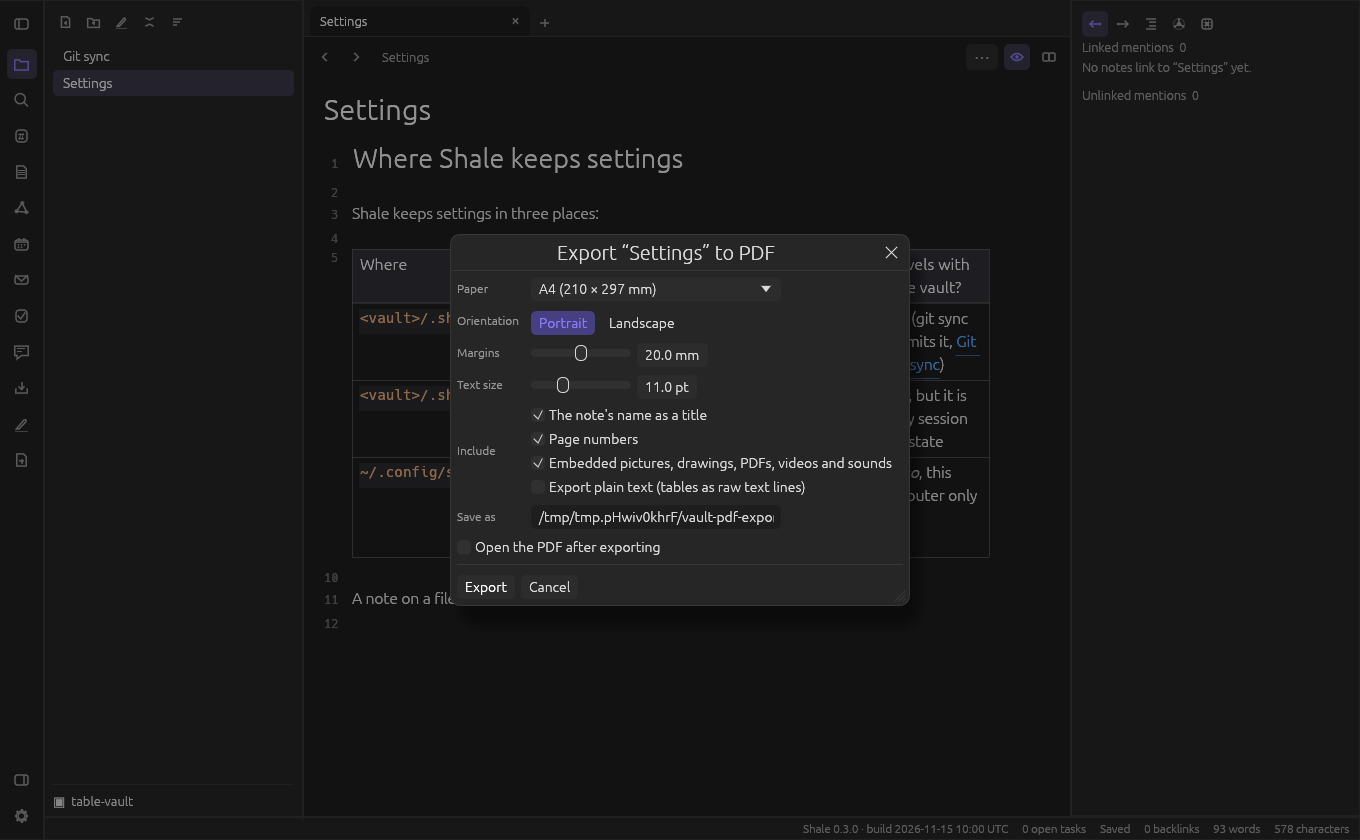 Settings
Git sync
Settings
Settings
Settings
1 Where Shale keeps settings
2
3 Shale keeps settings in three places:
4
5
Where
vels with
vault?
<vault>/.sh
(git sync
mits it, Git
sync)
<vault>/.sh
, but it is
session
state
~/.config/s
, this
outer only
10
11 A note on a file
12
Export “Settings” to PDF
Paper A4 (210 × 297 mm)
Orientation Portrait Landscape
Margins 20.0 mm
Text size 11.0 pt
Include
The note's name as a title
Page numbers
Embedded pictures, drawings, PDFs, videos and sounds
Export plain text (tables as raw text lines)
Save as /tmp/tmp.pHwiv0khrF/vault-pdf-expo
Open the PDF after exporting
Export Cancel
Linked mentions 0
No notes link to “Settings” yet.
Unlinked mentions 0
table-vault
Shale 0.3.0 · build 2026-11-15 10:00 UTC 0 open tasks Saved 0 backlinks 93 words 578 characters